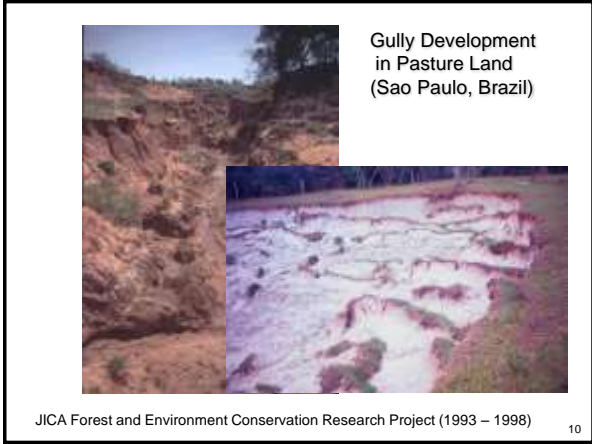 Gully Development
in Pasture Land
(Sao Paulo, Brazil)
JICA Forest and Environment Conservation Research Project (1993 – 1998)
10